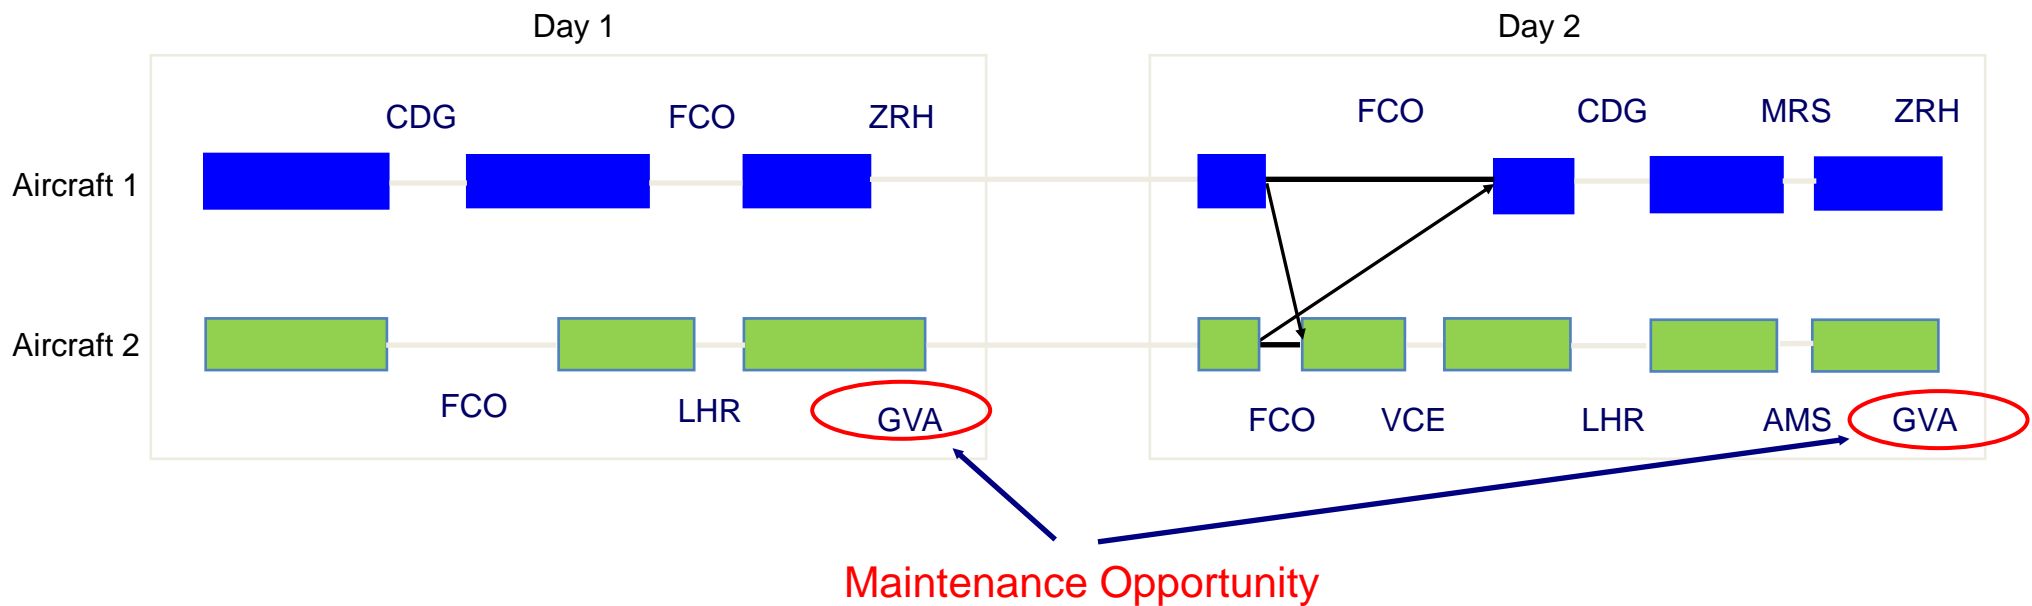 Day 1
Day 2
CDG FCO ZRH
FCO CDG MRS ZRH
Aircraft 1
Aircraft 2
FCO LHR GVA
FCO VCE LHR AMS GVA
Maintenance Opportunity